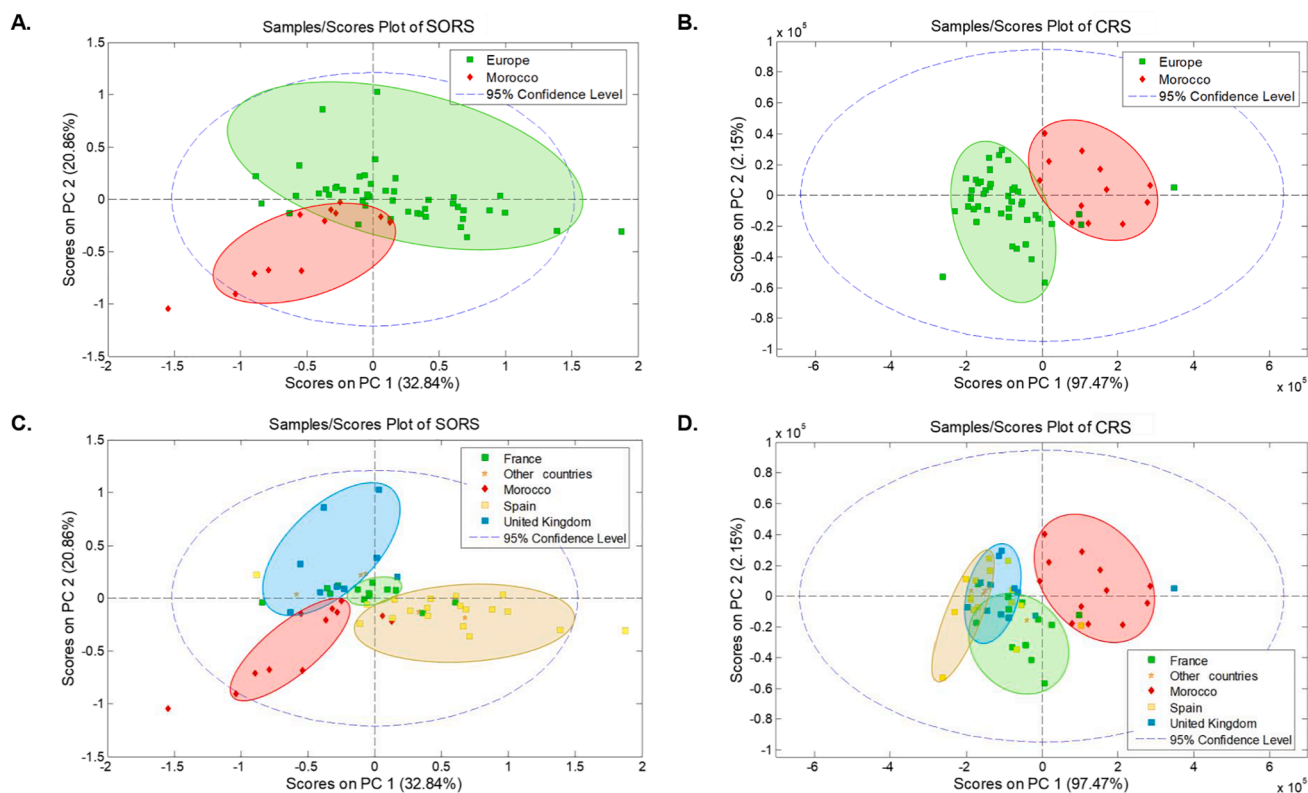 A.
Samples/Scores Plot of SORS
Europe
Morocco
95% Confidence Level
1.5
1
0.5
0
-0.5
-1
-1.5
Scores on PC 2 (20.86%)
-2
-1.5
-1
-0.5
0
0.5
1
1.5
2
Scores on PC 1 (32.84%)
B.
Samples/Scores Plot of CRS
1 x 10⁵
Europe
Morocco
95% Confidence Level
0.8
0.6
0.4
0.2
0
-0.2
-0.4
-0.6
-0.8
-1
Scores on PC 2 (2.15%)
-6
-4
-2
0
2
4
6
Scores on PC 1 (97.47%)
x 10⁵
C.
Samples/Scores Plot of SORS
France
Other countries
Morocco
Spain
United Kingdom
95% Confidence Level
1.5
1
0.5
0
-0.5
-1
-1.5
Scores on PC 2 (20.86%)
-2
-1.5
-1
-0.5
0
0.5
1
1.5
2
Scores on PC 1 (32.84%)
D.
Samples/Scores Plot of CRS
1 x 10⁵
0.8
0.6
0.4
0.2
0
-0.2
-0.4
-0.6
-0.8
-1
Scores on PC 2 (2.15%)
France
Other countries
Morocco
Spain
United Kingdom
95% Confidence Level
-6
-4
-2
0
2
4
6
Scores on PC 1 (97.47%)
x 10⁵